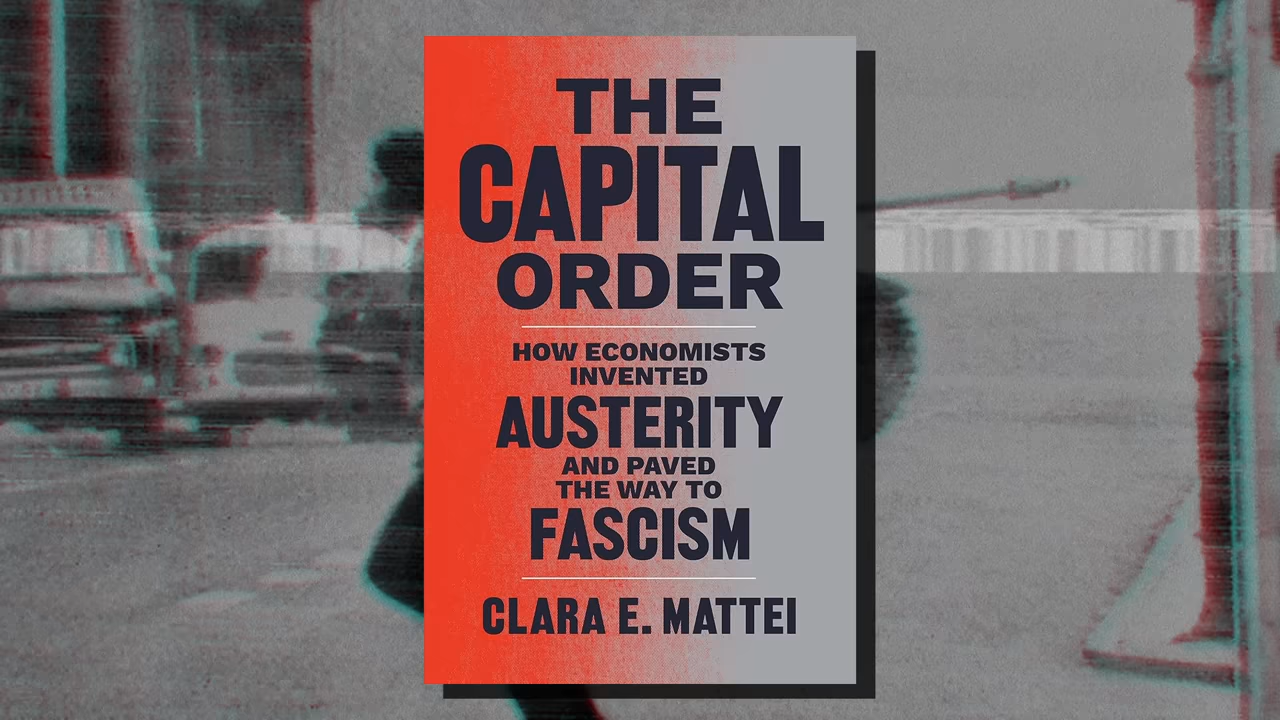 THE
CAPITAL
ORDER
HOW ECONOMISTS
INVENTED
AUSTERITY
AND PAVED
THE WAY TO
FASCISM
CLARA E. MATTEI